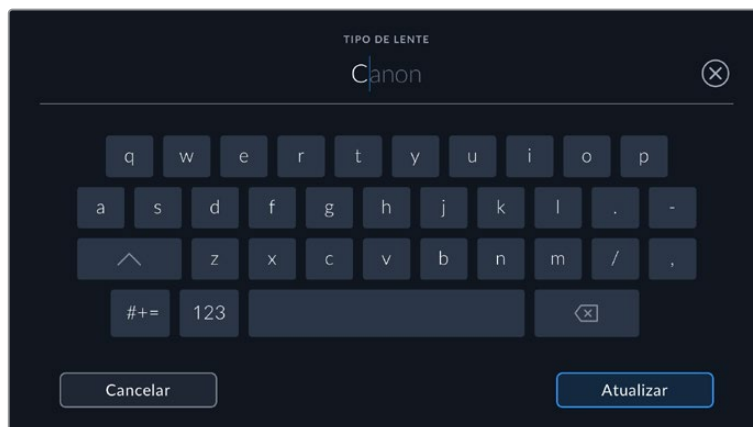 TIPO DE LENTE
Canon
q w e r t y u i o p
a s d f g h j k l . -
z x c v b n m / ,
#+= 123
Cancelar Atualizar